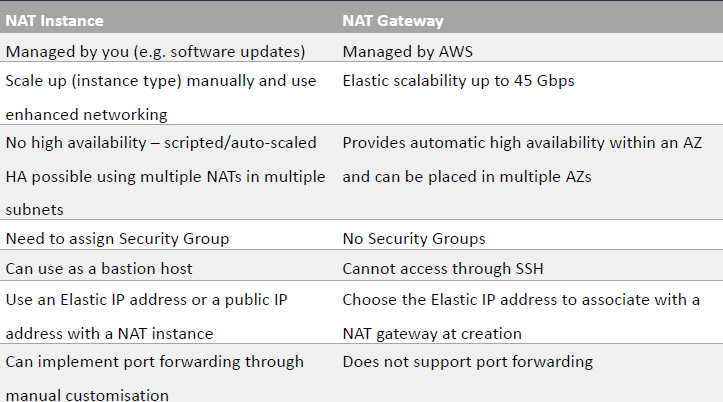 NAT Instance NAT Gateway
Managed by you (e.g. software updates) Managed by AWS
Scale up (instance type) manually and use Elastic scalability up to 45 Gbps
enhanced networking
No high availability – scripted/auto-scaled Provides automatic high availability within an AZ
HA possible using multiple NATs in multiple and can be placed in multiple AZs
subnets
Need to assign Security Group No Security Groups
Can use as a bastion host Cannot access through SSH
Use an Elastic IP address or a public IP Choose the Elastic IP address to associate with a
address with a NAT instance NAT gateway at creation
Can implement port forwarding through Does not support port forwarding
manual customisation